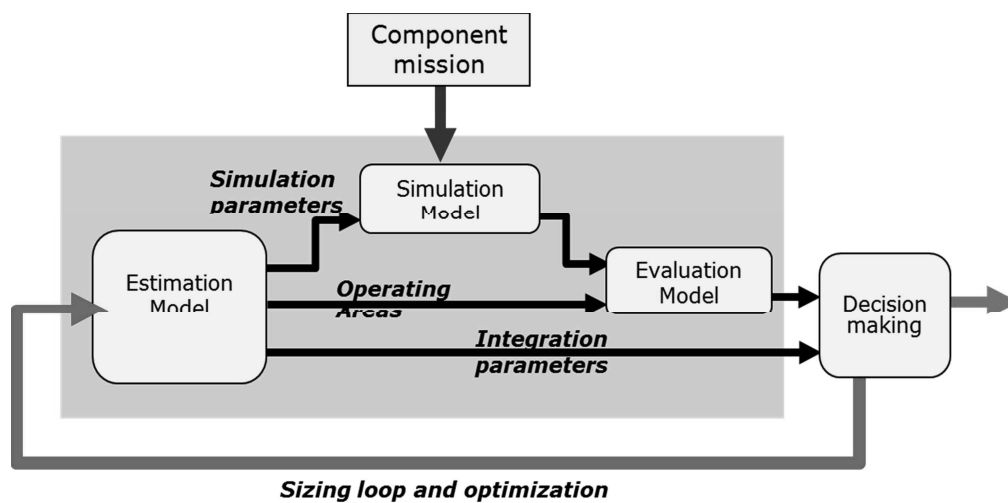 Component
mission
Simulation
parameters
Simulation
Model
Estimation
Model
Operating
Areas
Evaluation
Model
Decision
making
Integration
parameters
Sizing loop and optimization